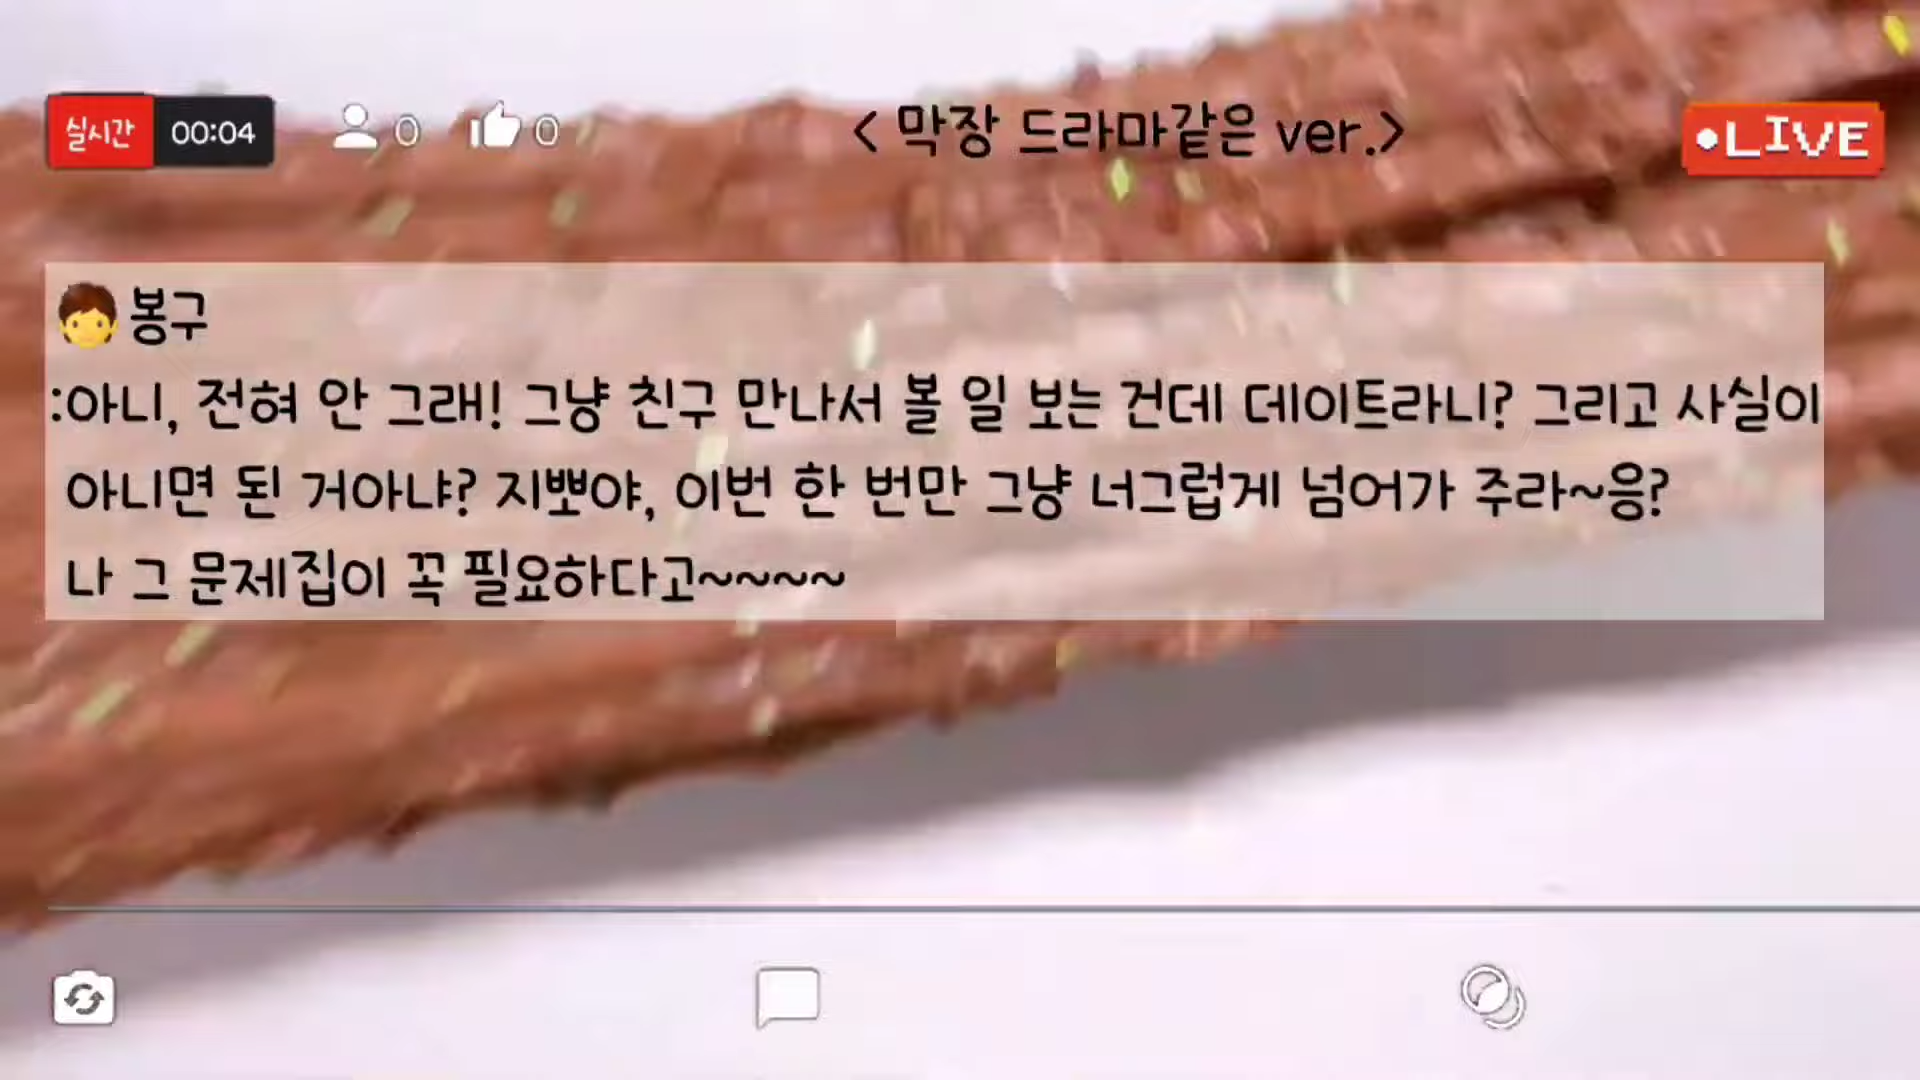 실시간 00:04 0 0 < 막장 드라마같은 ver.> •LIVE
봉구
:아니, 전혀 안 그래! 그냥 친구 만나서 볼 일 보는 건데 데이트라니? 그리고 사실이
아니면 된 거아냐? 지뽀야, 이번 한 번만 그냥 너그럽게 넘어가 주라~응?
나 그 문제집이 꼭 필요하다고~~~~